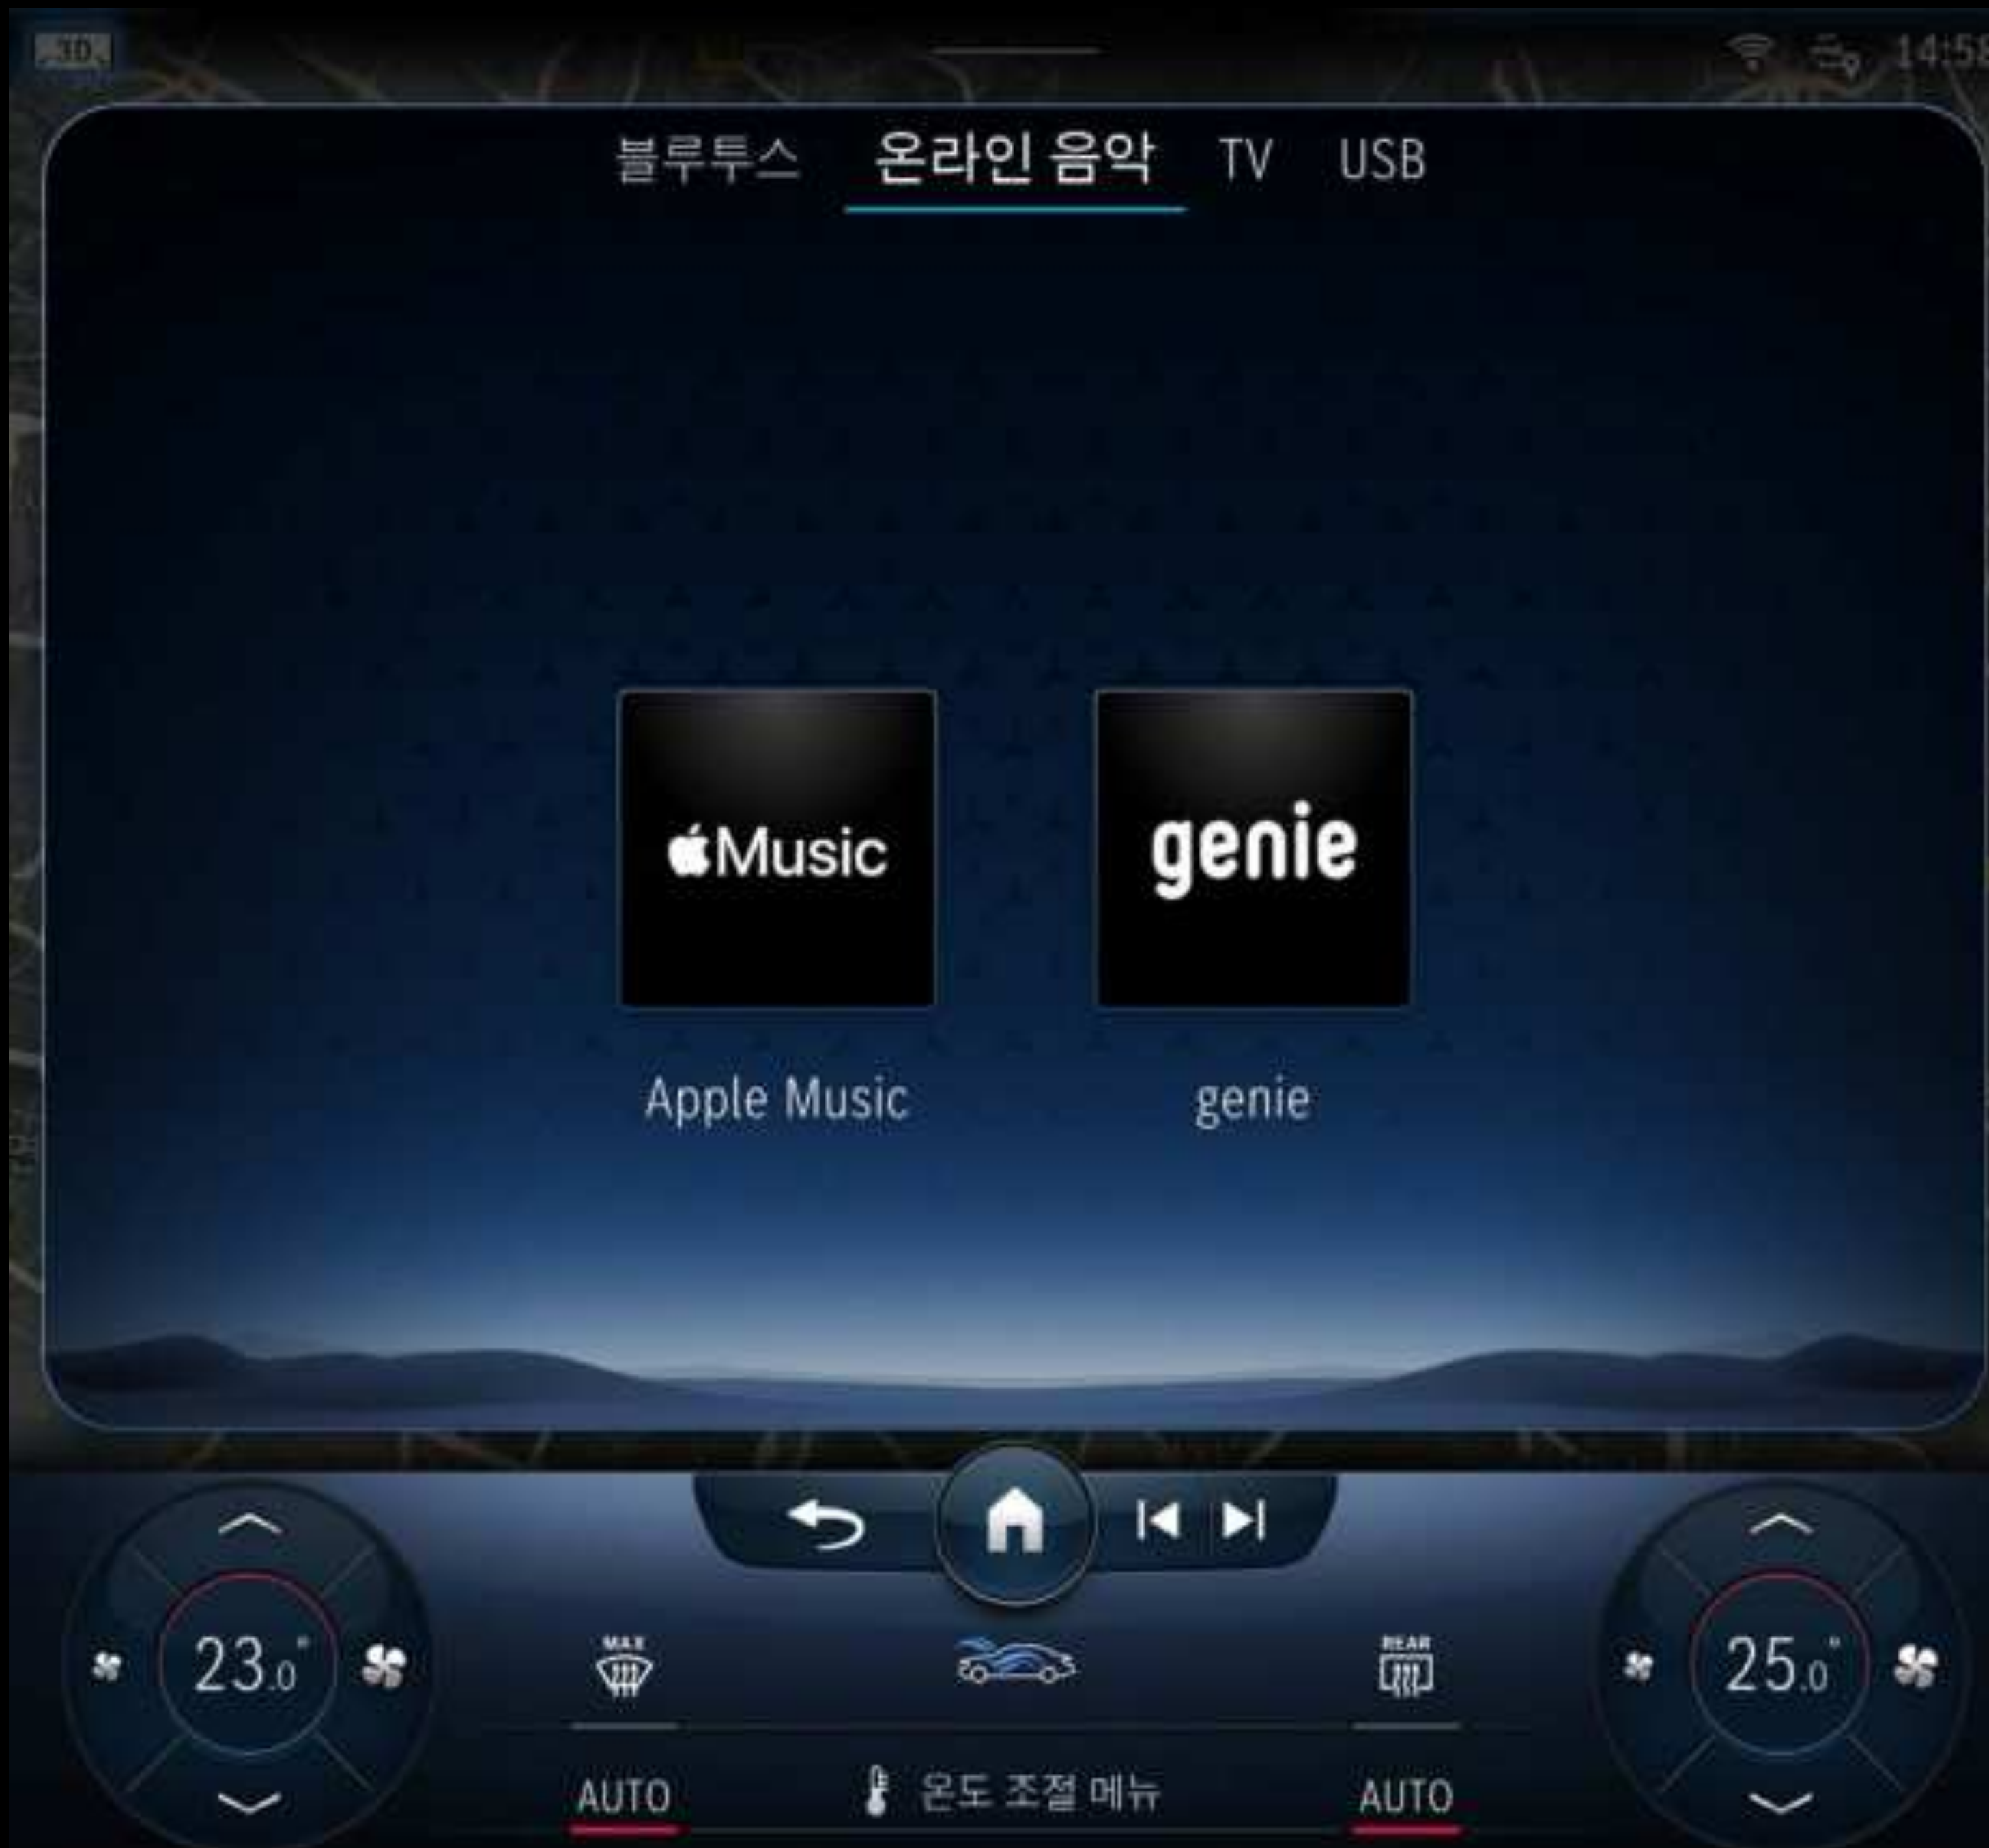 3D
14:58
블루투스 온라인 음악 TV USB
Music genie
Apple Music genie
23.0° MAX REAR 25.0°
AUTO 온도 조절 메뉴 AUTO